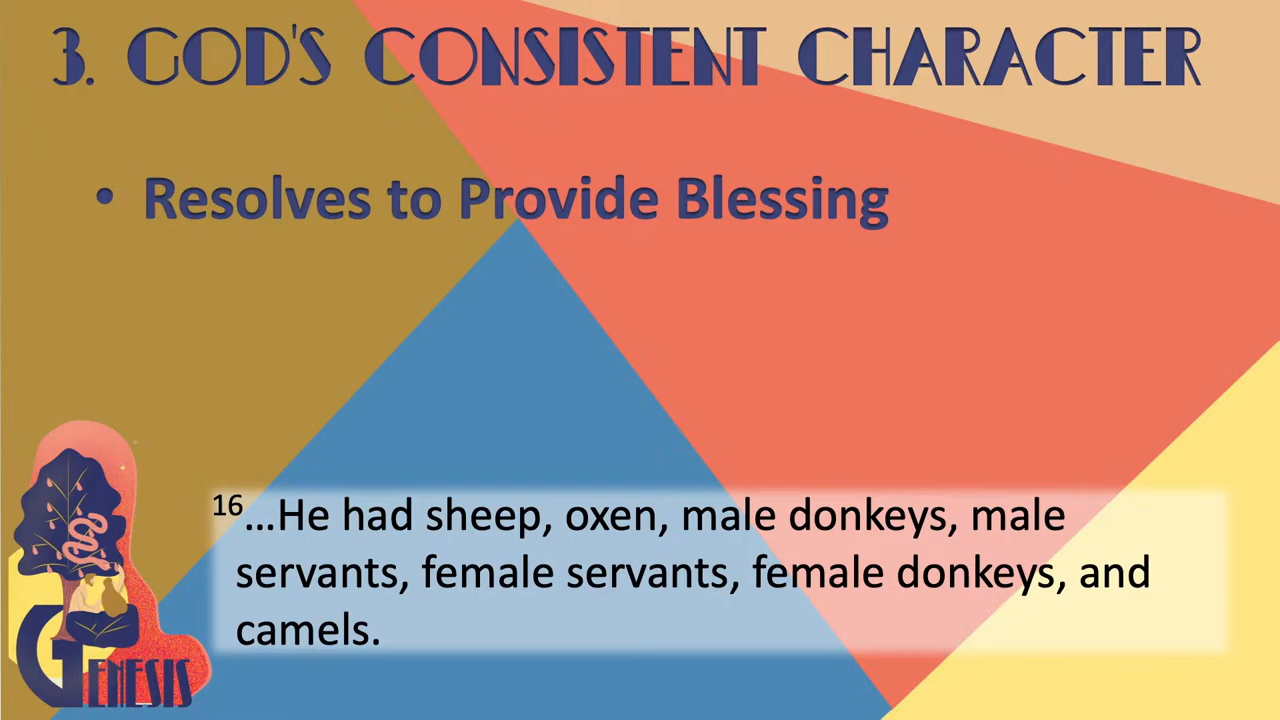 3. GOD'S CONSISTENT CHARACTER
• Resolves to Provide Blessing
16...He had sheep, oxen, male donkeys, male
servants, female servants, female donkeys, and
camels.
GENESIS